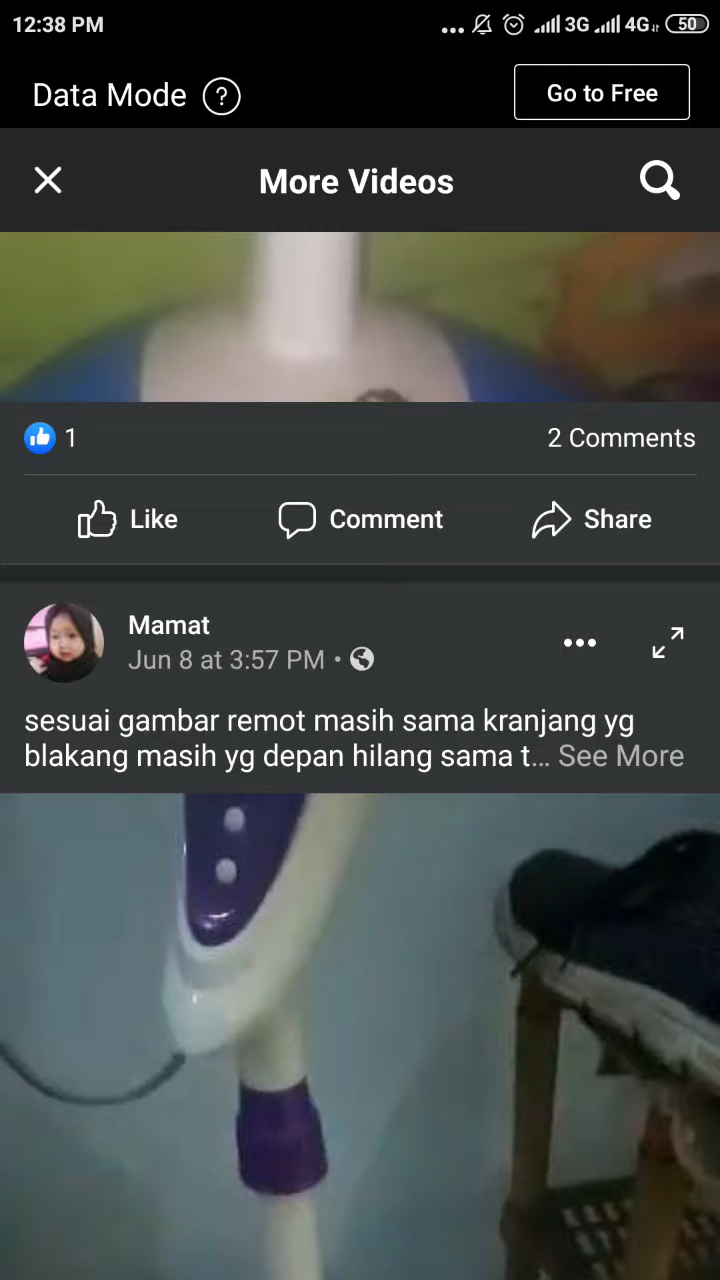 12:38 PM
... 3G 4G 50
Data Mode ?
Go to Free
More Videos
1
2 Comments
Like
Comment
Share
Mamat
Jun 8 at 3:57 PM •
sesuai gambar remot masih sama kranjang yg
blakang masih yg depan hilang sama t... See More